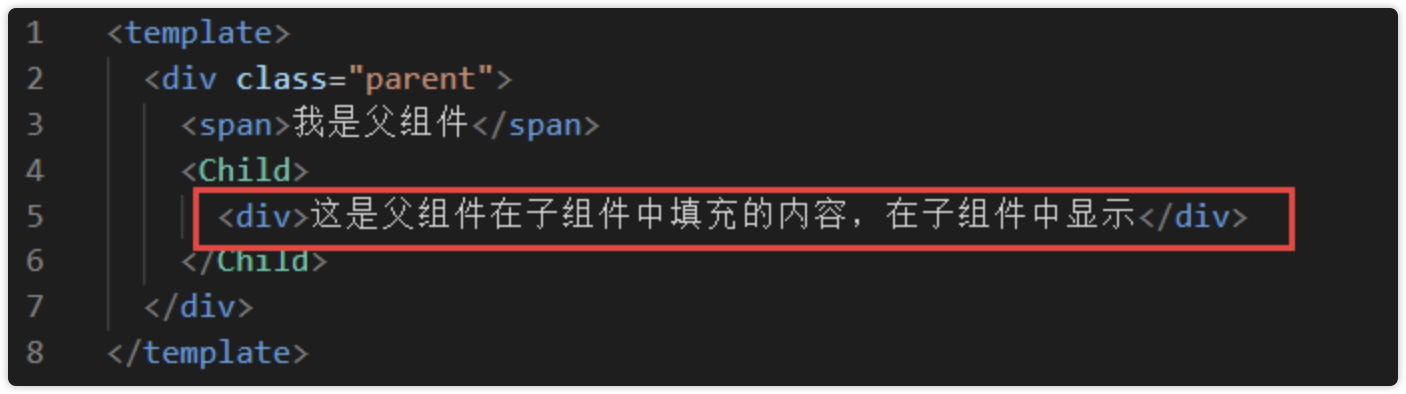 1 <template>
2 <div class="parent">
3 <span>我是父组件</span>
4 <Child>
5 <div>这是父组件在子组件中填充的内容，在子组件中显示</div>
6 </Child>
7 </div>
8 </template>